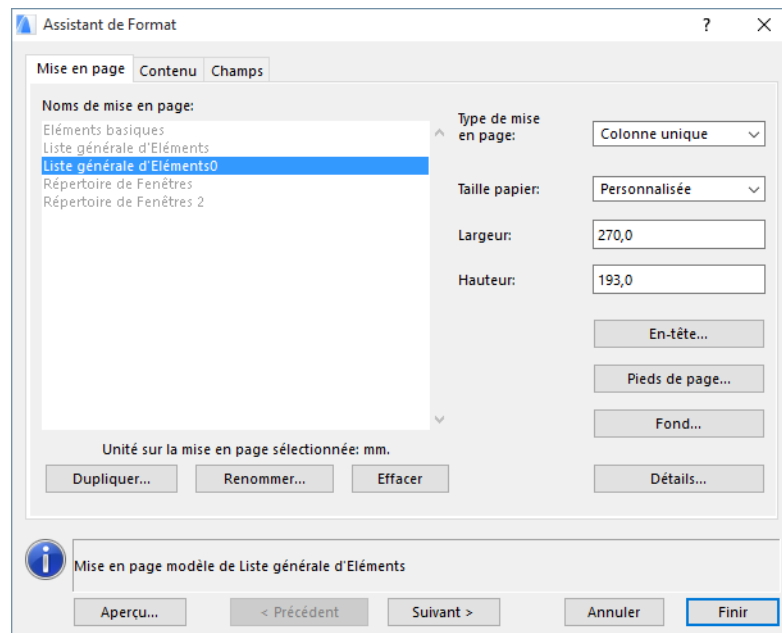 Assistant de Format
Mise en page Contenu Champs
Noms de mise en page:
Eléments basiques
Liste générale d'Eléments
Liste générale d'Eléments0
Répertoire de Fenêtres
Répertoire de Fenêtres 2
Unité sur la mise en page sélectionnée: mm.
Dupliquer... Renommer... Effacer
Type de mise
en page:
Colonne unique
Taille papier: Personnalisée
Largeur: 270,0
Hauteur: 193,0
En-tête...
Pieds de page...
Fond...
Détails...
Mise en page modèle de Liste générale d'Eléments
Aperçu... < Précédent Suivant > Annuler Finir